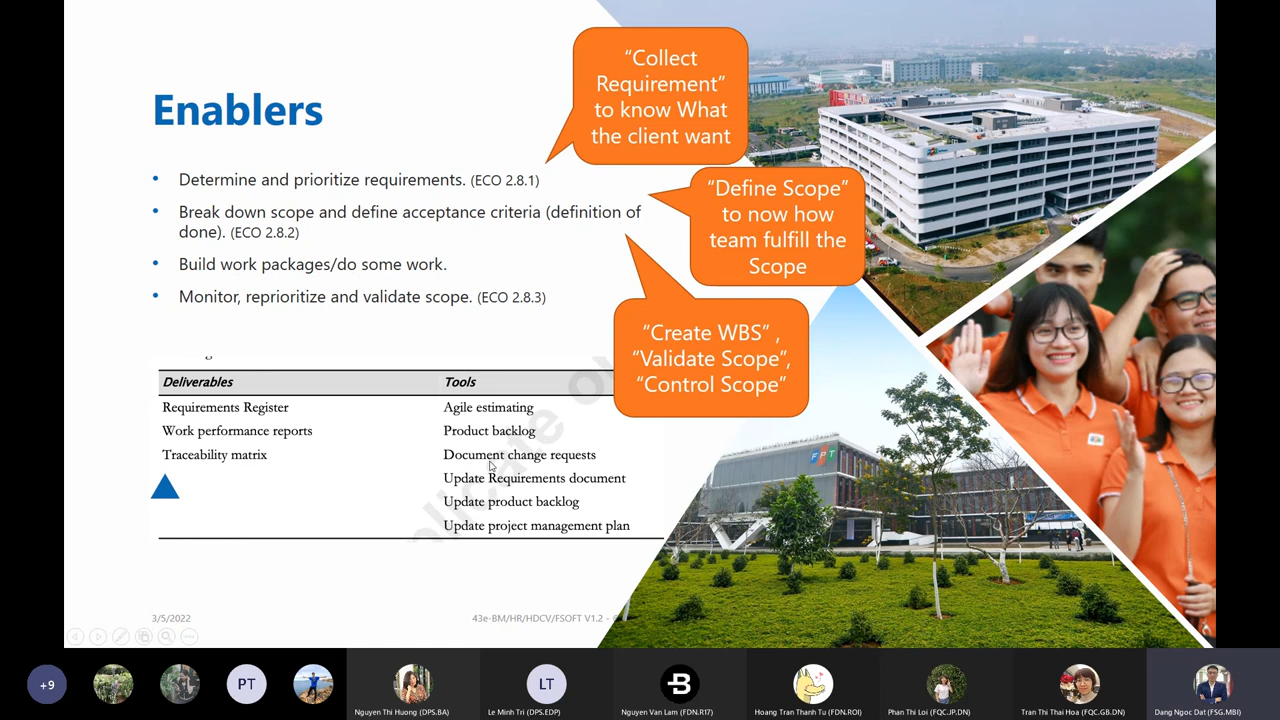 "Collect
Requirement"
to know What
the client want
Enablers
• Determine and prioritize requirements. (ECO 2.8.1)
"Define Scope"
to now how
team fulfill the
Scope
• Break down scope and define acceptance criteria (definition of
done). (ECO 2.8.2)
• Build work packages/do some work.
• Monitor, reprioritize and validate scope. (ECO 2.8.3)
"Create WBS" ,
"Validate Scope",
"Control Scope"
Deliverables Tools
Requirements Register Agile estimating
Work performance reports Product backlog
Traceability matrix Document change requests
Update Requirements document
Update product backlog
Update project management plan
FPT
3/5/2022 43e-BM/HR/HDCV/FSOFT V1.2 -
+9 PT LT
Nguyen Thi Huong (DPS.BA) Le Minh Tri (DPS.EDP) Nguyen Van Lam (FDN.R17) Hoang Tran Thanh Tu (FDN.ROI) Phan Thi Loi (FQC.JP.DN) Tran Thi Thai Hoa (FQC.GB.DN) Dang Ngoc Dat (FSG.MBI)